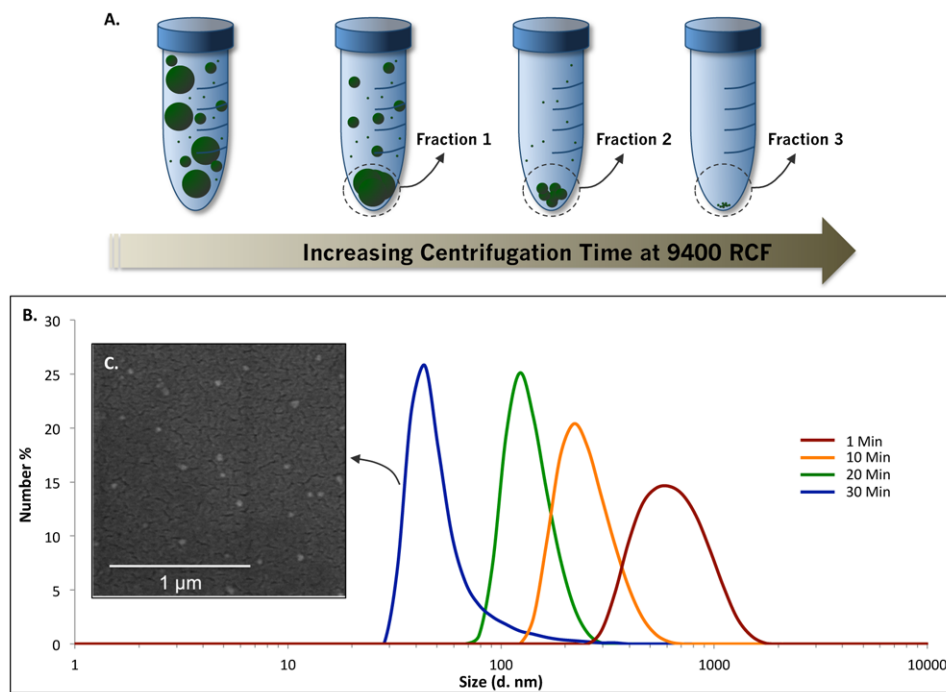 A.
Fraction 1
Fraction 2
Fraction 3
Increasing Centrifugation Time at 9400 RCF
B.
30
25
20
15
10
5
0
Number %
C.
1 µm
1 Min
10 Min
20 Min
30 Min
1
10
100
1000
10000
Size (d. nm)